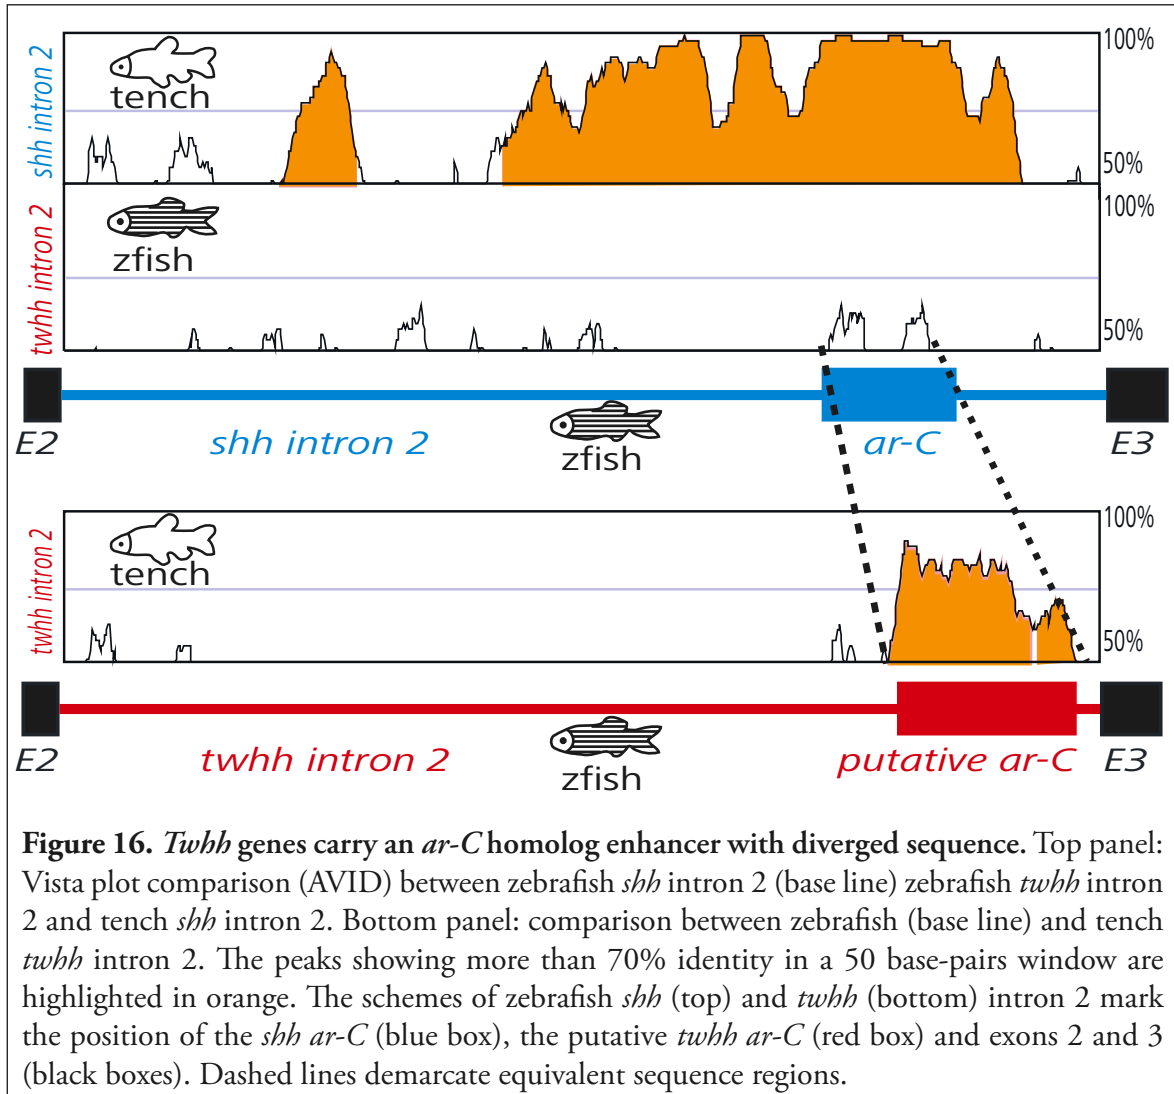 shh intron 2
tench
100%
50%
twhh intron 2
zfish
100%
50%
E2
shh intron 2
zfish
ar-C
E3
twhh intron 2
tench
100%
50%
E2
twhh intron 2
zfish
putative ar-C
E3
Figure 16. Twhh genes carry an ar-C homolog enhancer with diverged sequence. Top panel:
Vista plot comparison (AVID) between zebrafish shh intron 2 (base line) zebrafish twhh intron
2 and tench shh intron 2. Bottom panel: comparison between zebrafish (base line) and tench
twhh intron 2. The peaks showing more than 70% identity in a 50 base-pairs window are
highlighted in orange. The schemes of zebrafish shh (top) and twhh (bottom) intron 2 mark
the position of the shh ar-C (blue box), the putative twhh ar-C (red box) and exons 2 and 3
(black boxes). Dashed lines demarcate equivalent sequence regions.